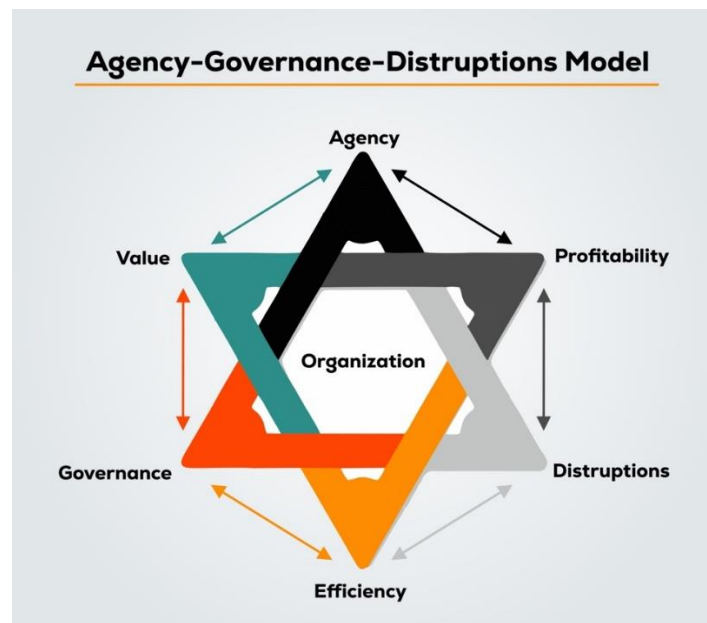 Agency-Governance-Distruptions Model
Agency
Value
Profitability
Organization
Governance
Distruptions
Efficiency